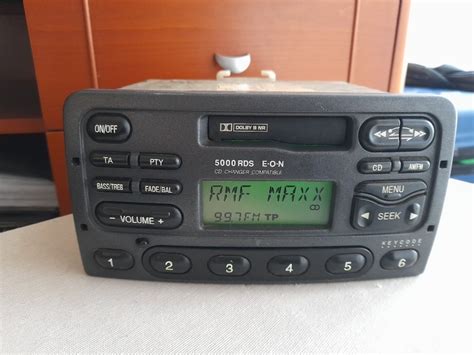 ON/OFF
DOLBY B NR
TA PTY
5000 RDS E·O·N
CD CHANGER COMPATIBLE
CD AM/FM
BASS/TREB FADE/BAL
RMF MAXX
MENU
- VOLUME +
99.7FM TP CD
SEEK
KEYCODE
1 2 3 4 5 6